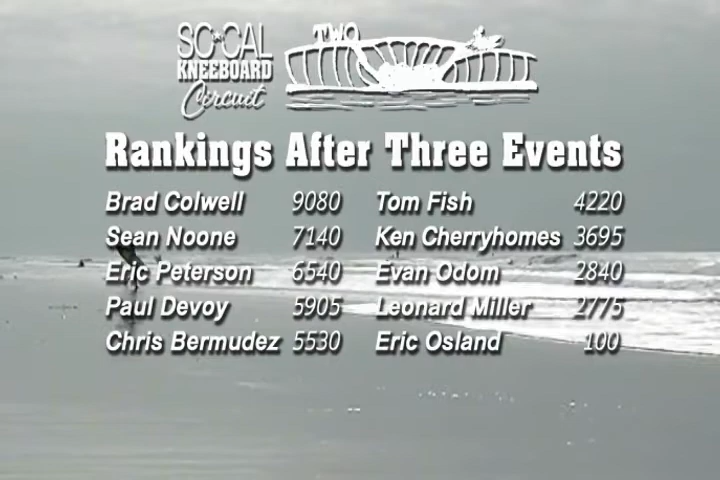 SO CAL
KNEEBOARD
Circuit
TWO
Rankings After Three Events
Brad Colwell 9080
Sean Noone 7140
Eric Peterson 6540
Paul Devoy 5905
Chris Bermudez 5530
Tom Fish 4220
Ken Cherryhomes 3695
Evan Odom 2840
Leonard Miller 2775
Eric Osland 100